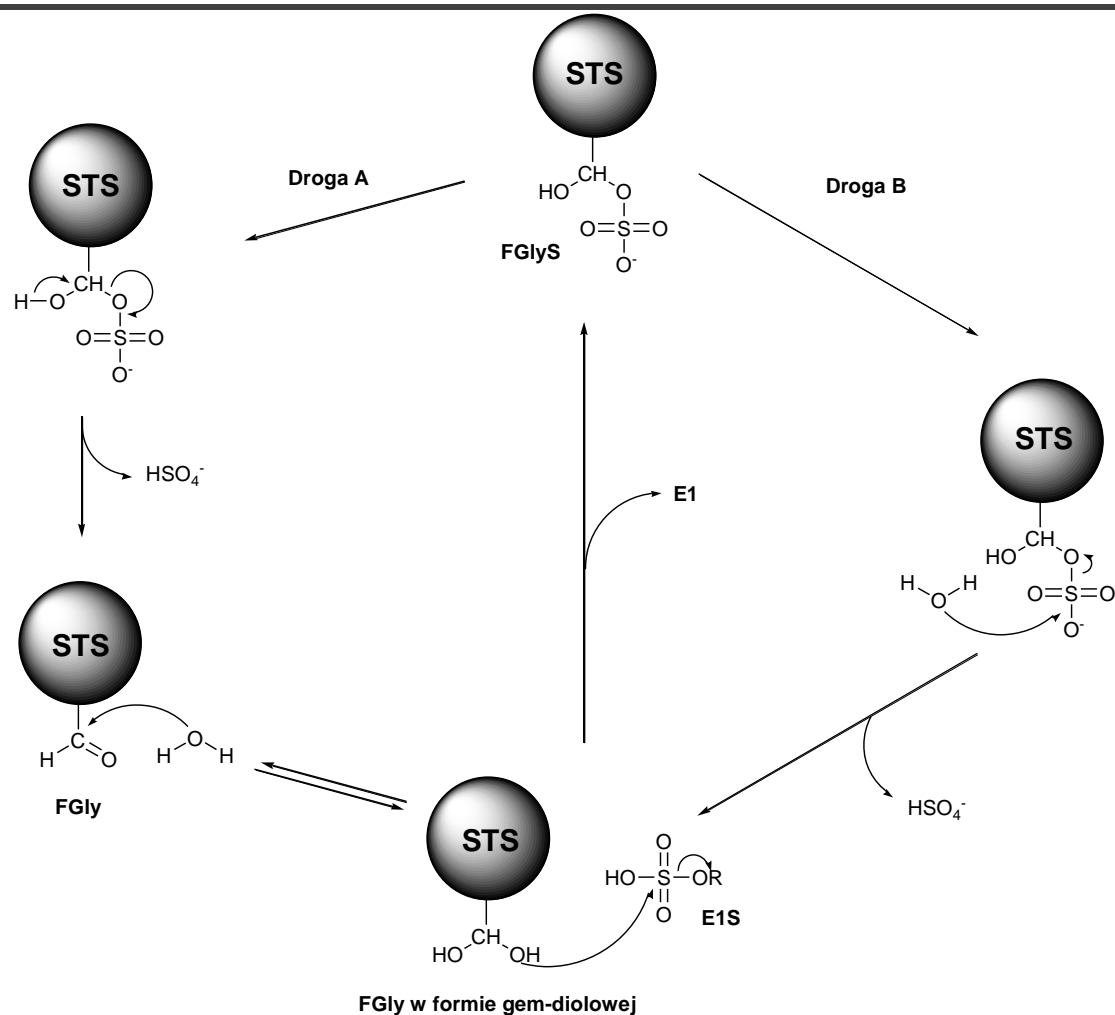 STS
CH
HO
O
O=S=O
O-
FGlyS
Droga A
Droga B
STS
CH
H-O
O
O=S=O
O-
HSO4-
E1
STS
CH
HO
O
H
O
H
O=S=O
O-
STS
C
H
O
O
H
H
FGly
HSO4-
STS
CH
HO
OH
O
HO-S-OR
O
E1S
FGly w formie gem-diolowej